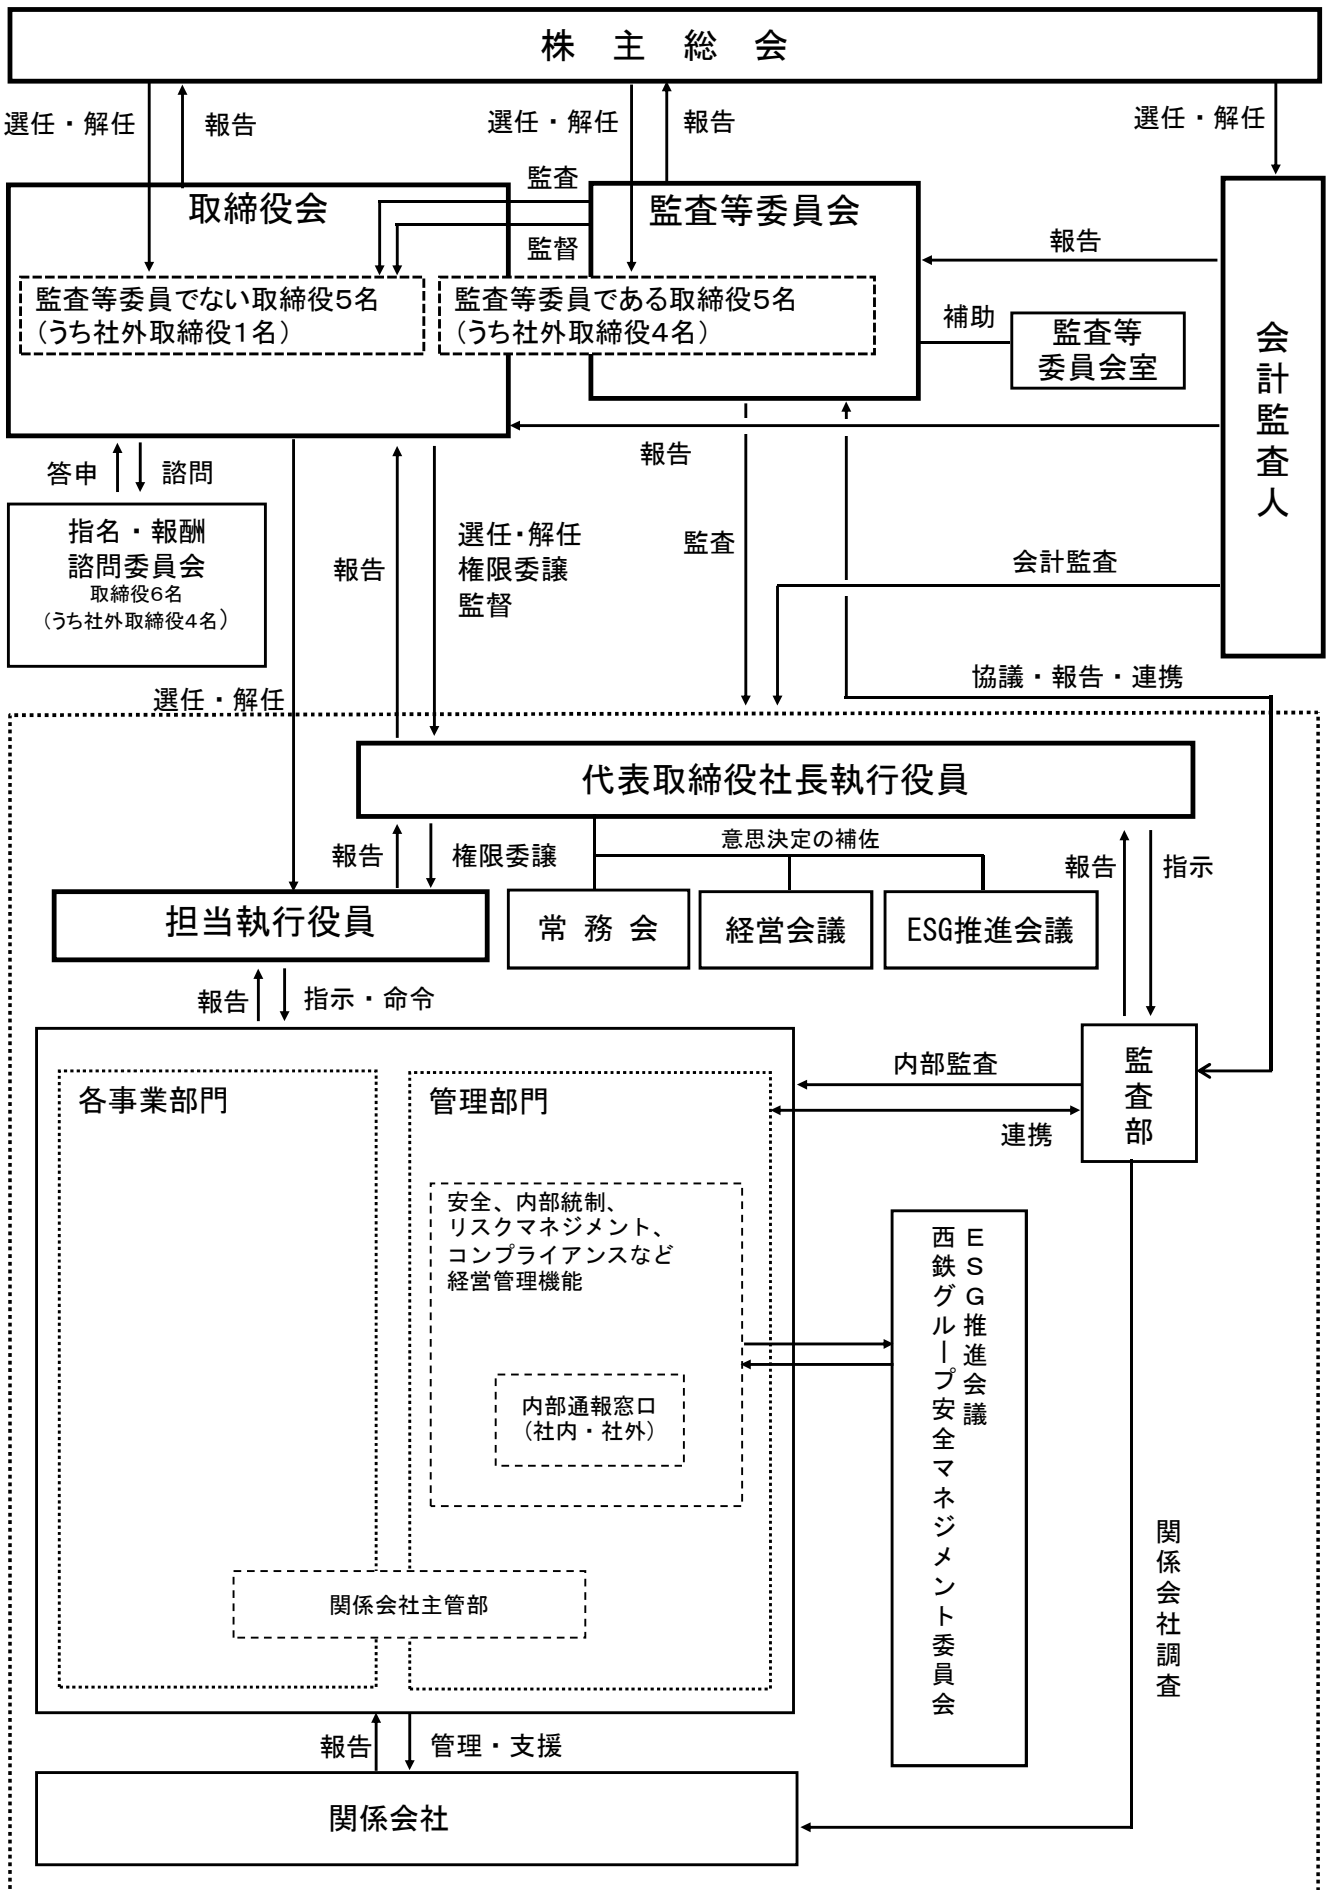 株主総会
選任・解任
報告
選任・解任
報告
選任・解任
監査
取締役会
監査等委員会
監督
報告
監査等委員でない取締役5名
(うち社外取締役1名)
監査等委員である取締役5名
(うち社外取締役4名)
補助
監査等
委員会室
会計監査人
報告
答申
諮問
指名・報酬
諮問委員会
取締役6名
(うち社外取締役4名)
報告
選任・解任
権限委譲
監督
監査
会計監査
協議・報告・連携
選任・解任
代表取締役社長執行役員
報告
権限委譲
意思決定の補佐
報告
指示
担当執行役員
常務会
経営会議
ESG推進会議
報告
指示・命令
各事業部門
管理部門
内部監査
連携
監査部
安全、内部統制、
リスクマネジメント、
コンプライアンスなど
経営管理機能
内部通報窓口
(社内・社外)
ESG推進会議
西鉄グループ安全マネジメント委員会
関係会社調査
関係会社主管部
報告
管理・支援
関係会社